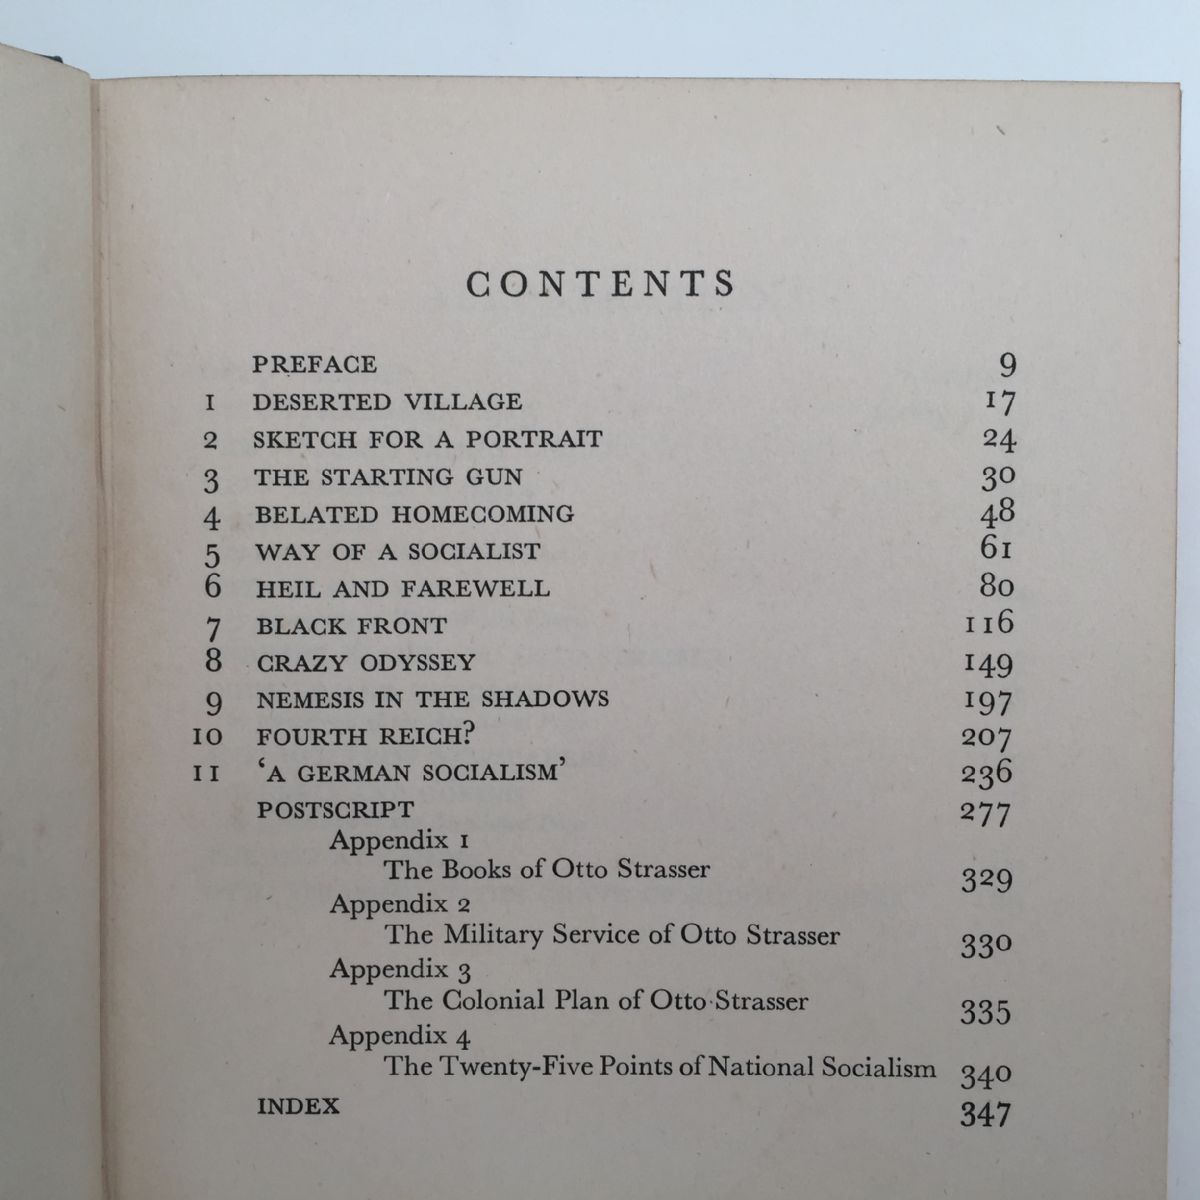 CONTENTS
PREFACE 9
1 DESERTED VILLAGE 17
2 SKETCH FOR A PORTRAIT 24
3 THE STARTING GUN 30
4 BELATED HOMECOMING 48
5 WAY OF A SOCIALIST 61
6 HEIL AND FAREWELL 80
7 BLACK FRONT 116
8 CRAZY ODYSSEY 149
9 NEMESIS IN THE SHADOWS 197
10 FOURTH REICH? 207
11 ‘A GERMAN SOCIALISM’ 236
POSTSCRIPT 277
Appendix 1
The Books of Otto Strasser 329
Appendix 2
The Military Service of Otto Strasser 330
Appendix 3
The Colonial Plan of Otto Strasser 335
Appendix 4
The Twenty-Five Points of National Socialism 340
INDEX 347